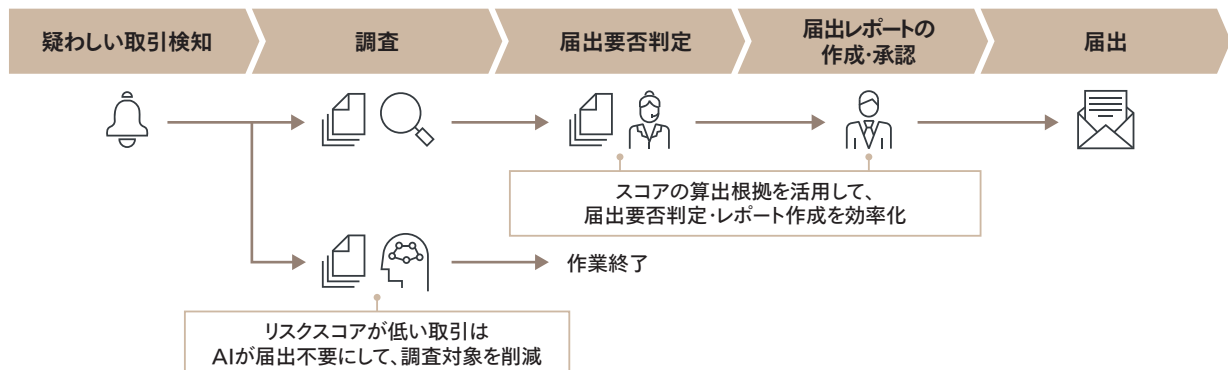 疑わしい取引検知
調査
届出要否判定
届出レポートの
作成・承認
届出
スコアの算出根拠を活用して、
届出要否判定・レポート作成を効率化
作業終了
リスクスコアが低い取引は
AIが届出不要にして、調査対象を削減